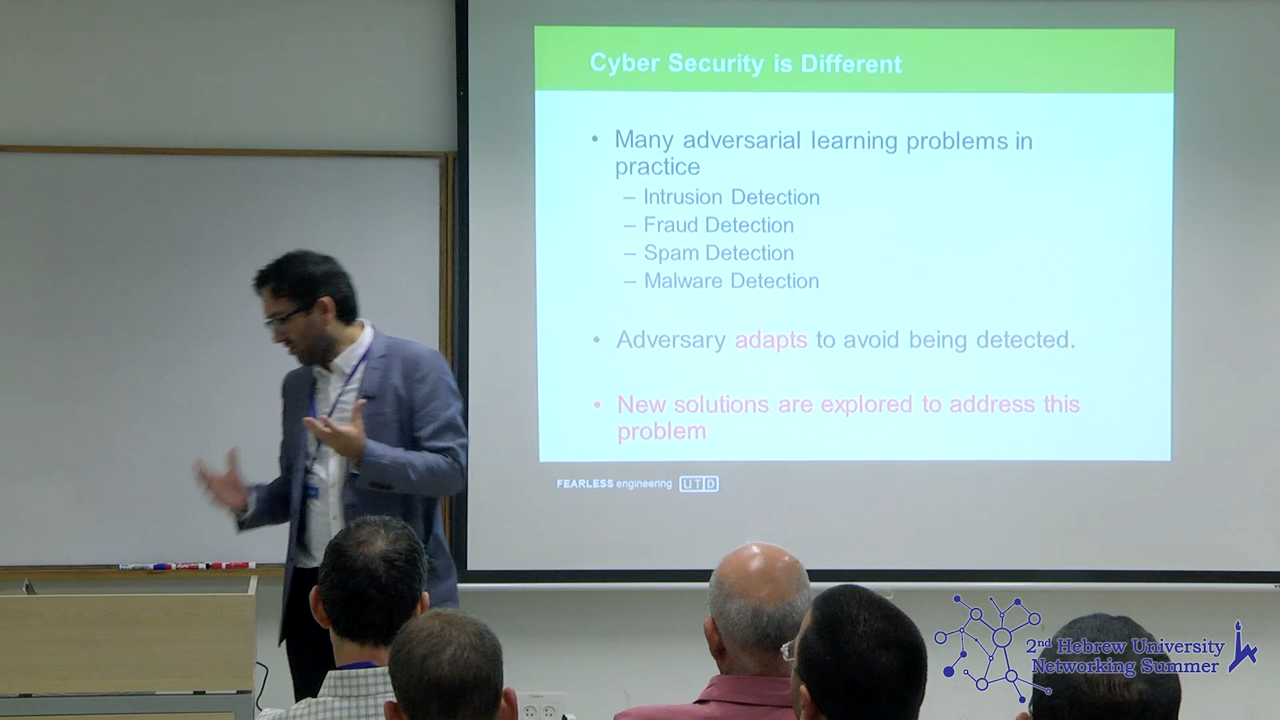 Cyber Security is Different
• Many adversarial learning problems in
practice
– Intrusion Detection
– Fraud Detection
– Spam Detection
– Malware Detection
• Adversary adapts to avoid being detected.
• New solutions are explored to address this
problem
FEARLESS engineering UTD
2nd Hebrew University
Networking Summer